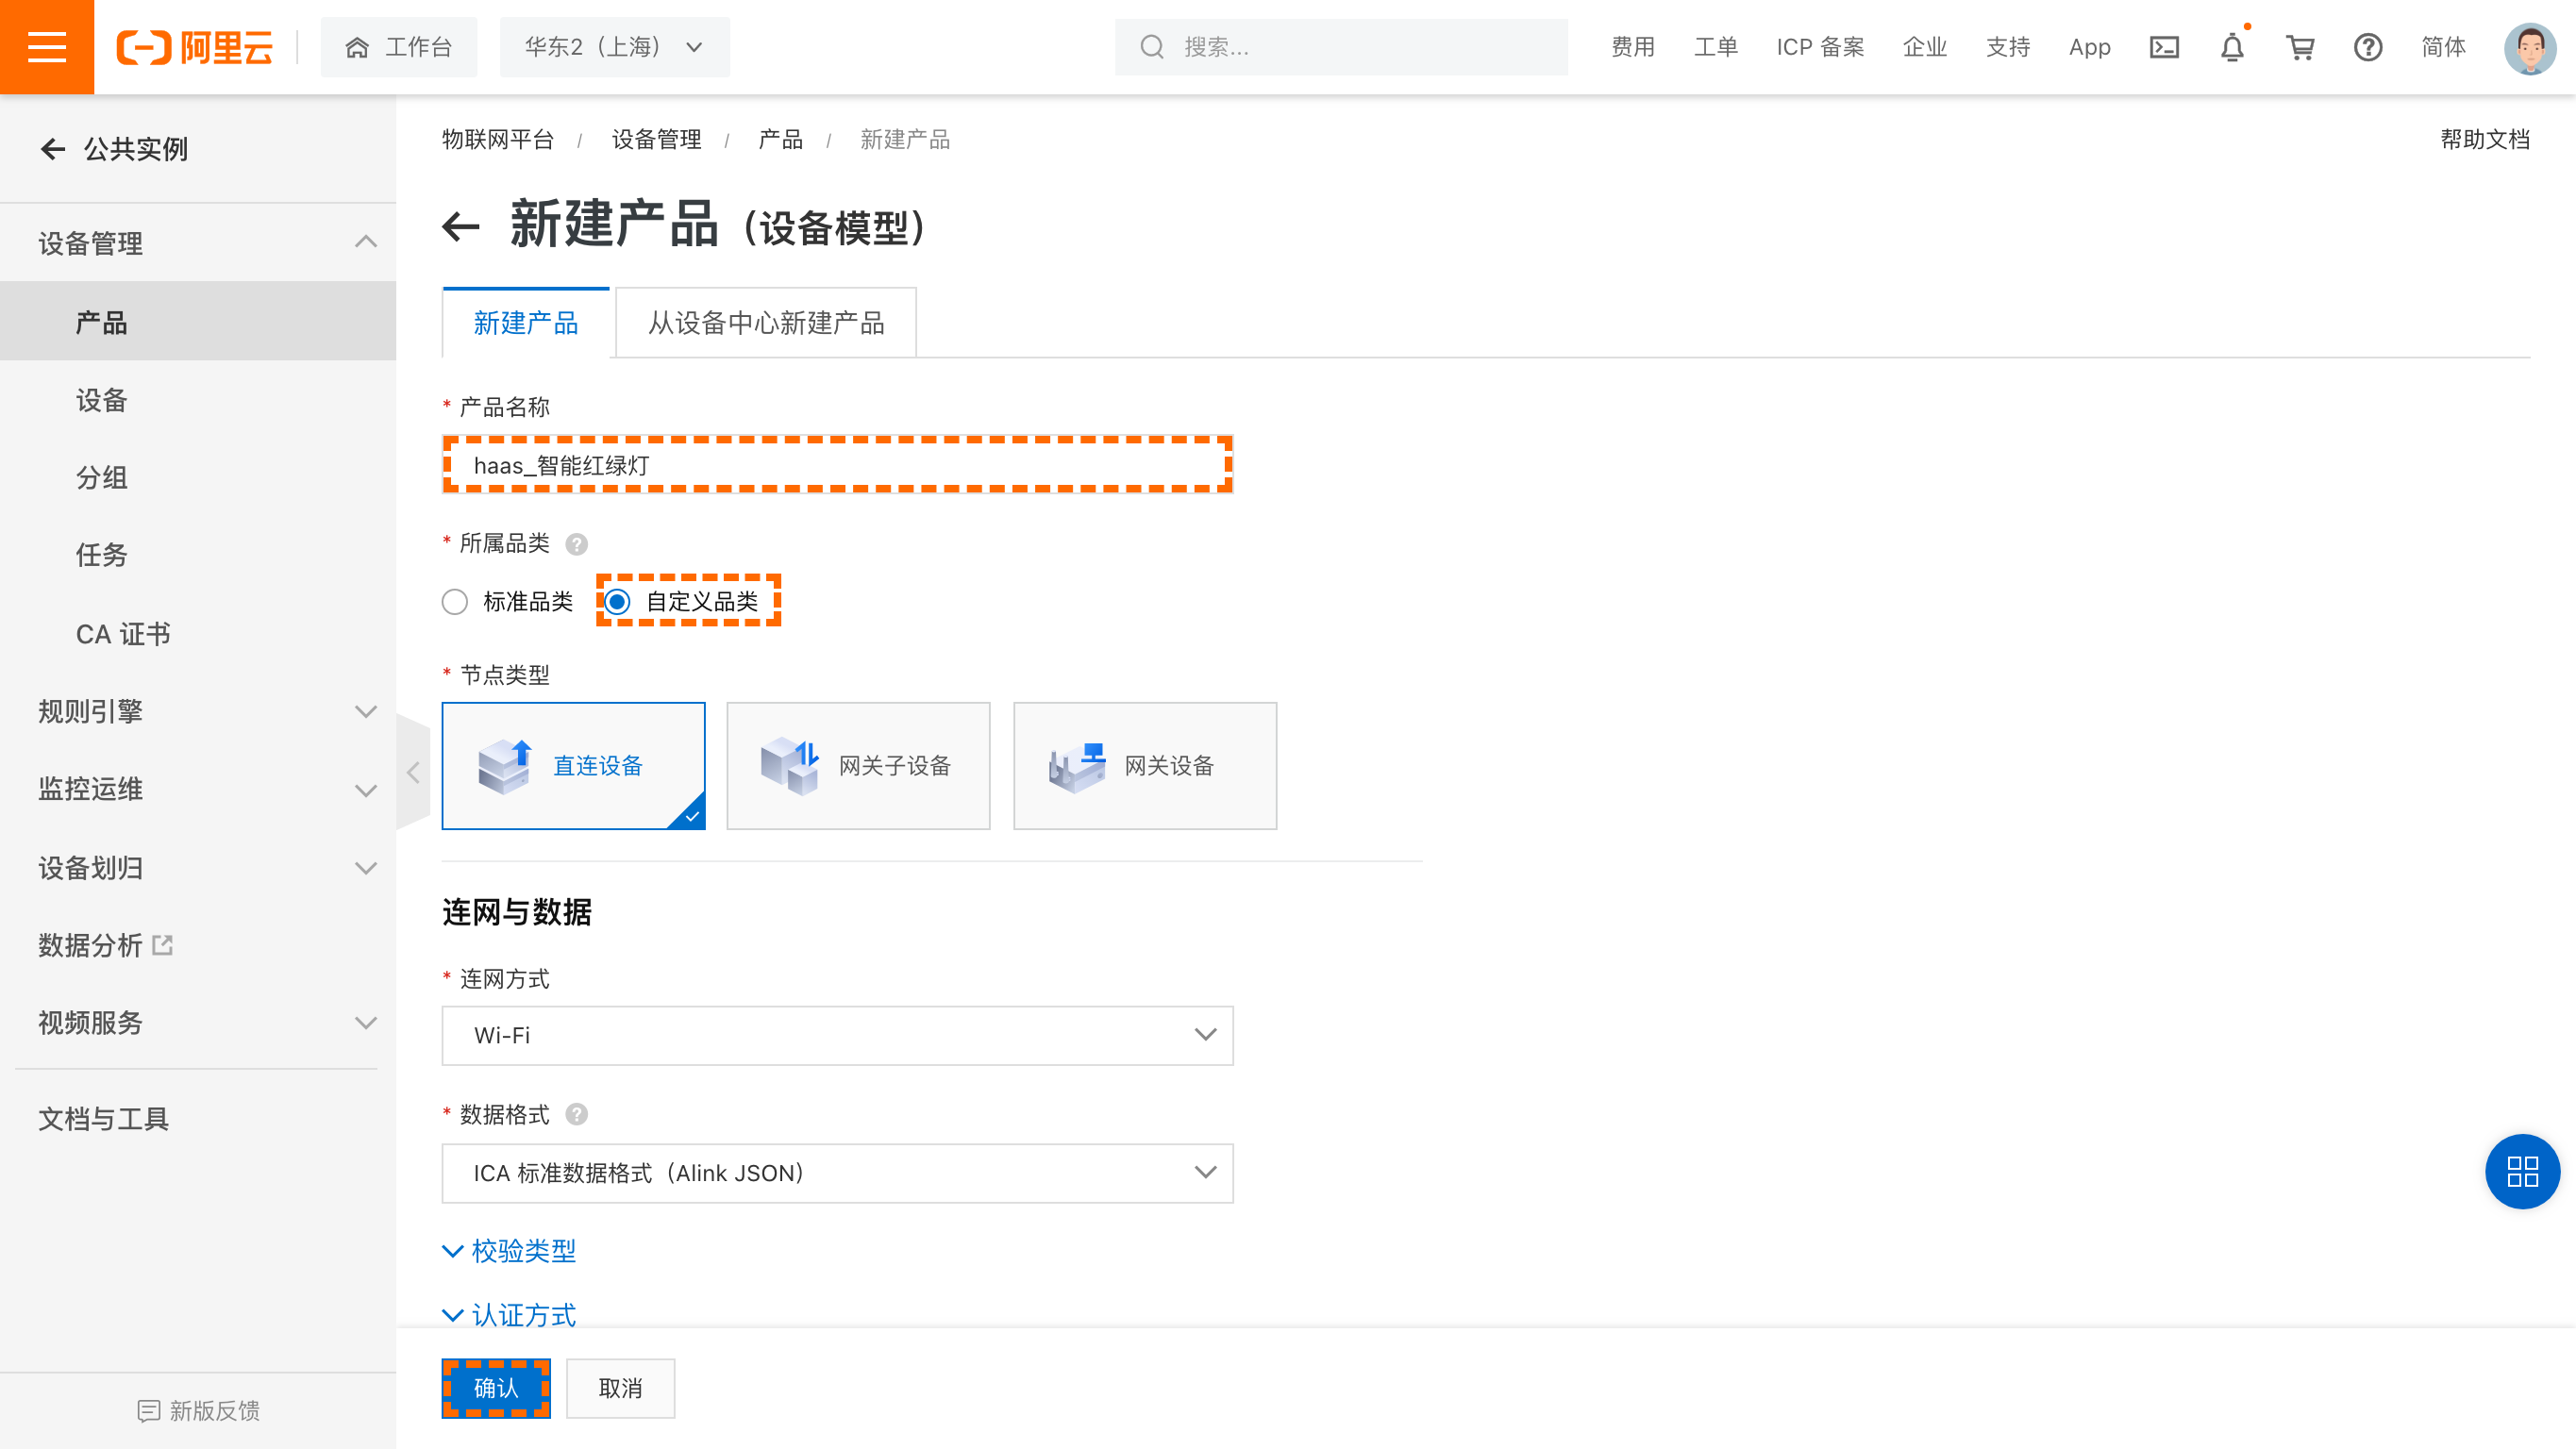 阿里云
工作台
华东2（上海）
搜索...
费用
工单
ICP 备案
企业
支持
App
简体
公共实例
设备管理
产品
设备
分组
任务
CA 证书
规则引擎
监控运维
设备划归
数据分析
视频服务
文档与工具
新版反馈
物联网平台 / 设备管理 / 产品 / 新建产品
帮助文档
新建产品（设备模型）
新建产品
从设备中心新建产品
* 产品名称
haas_智能红绿灯
* 所属品类 ?
标准品类
自定义品类
* 节点类型
直连设备
网关子设备
网关设备
连网与数据
* 连网方式
Wi-Fi
* 数据格式 ?
ICA 标准数据格式（Alink JSON）
校验类型
认证方式
确认
取消